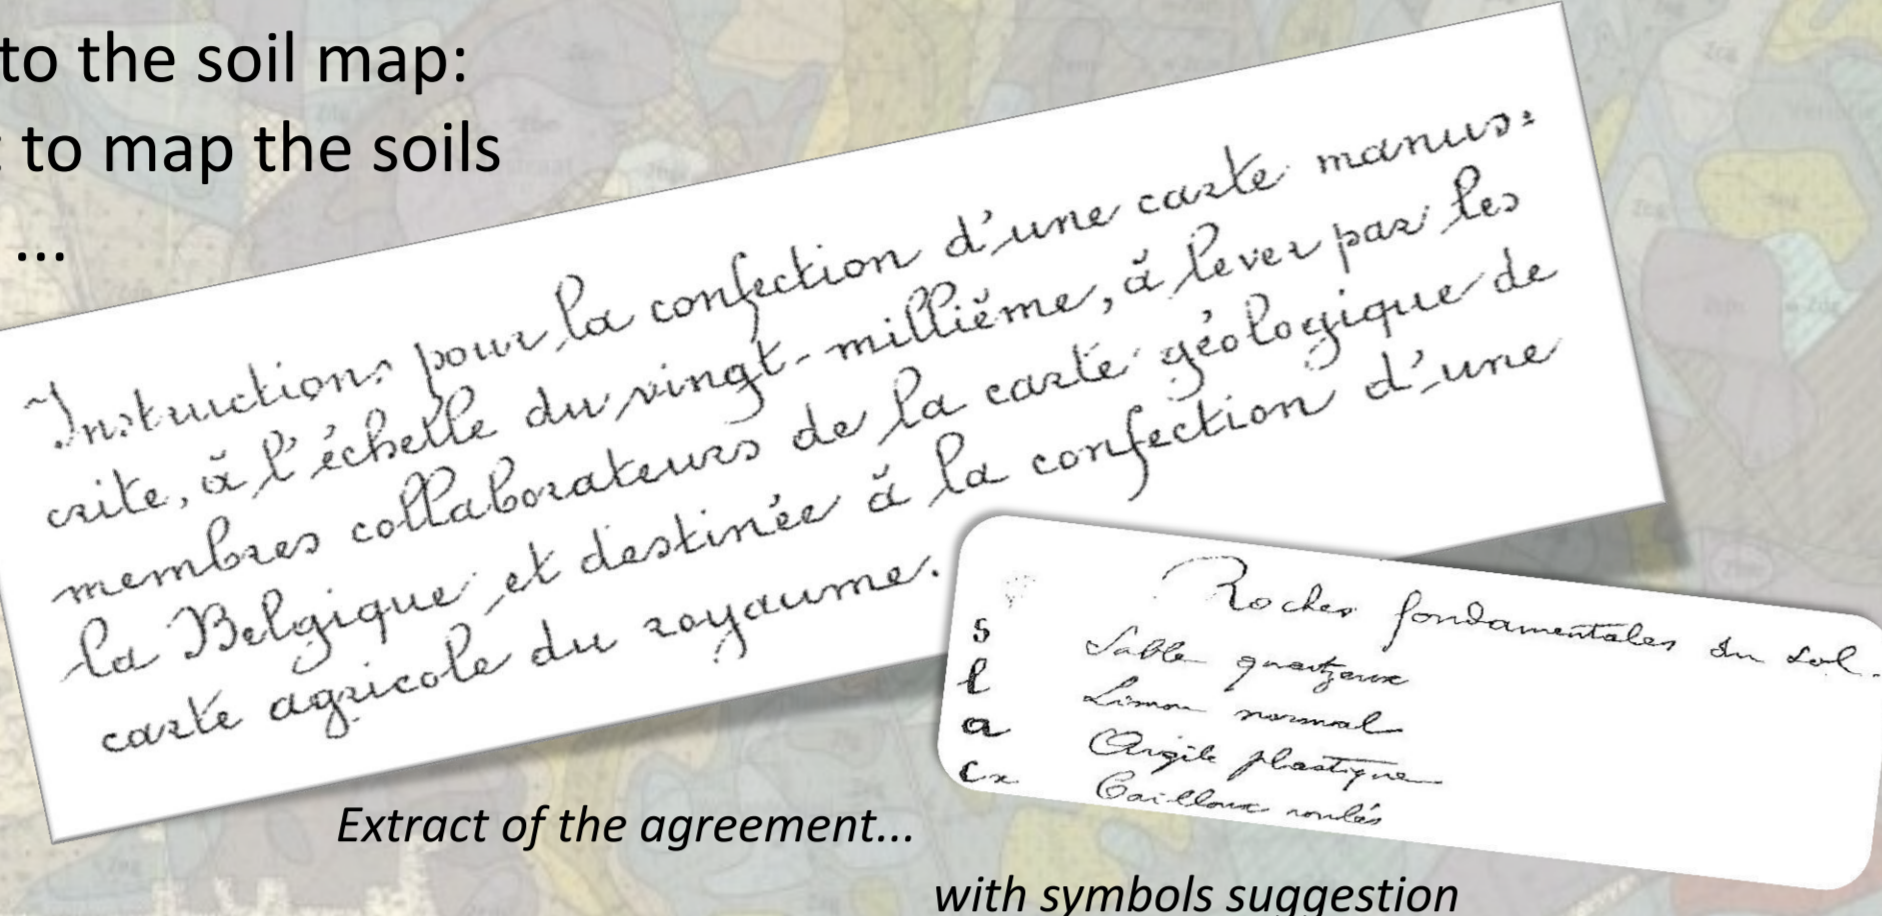 to the soil map:
to map the soils
...
Instructions pour la confection d'une carte manus=
crite, à l'échelle du vingt-millième, à lever par les
membres collaborateurs de la carte géologique de
la Belgique et destinée à la confection d'une
carte agricole du royaume.
Roches fondamentales du sol.
s Sable quartzeux
l Limon normal
a Argile plastique
cx Cailloux roulés
Extract of the agreement...
with symbols suggestion